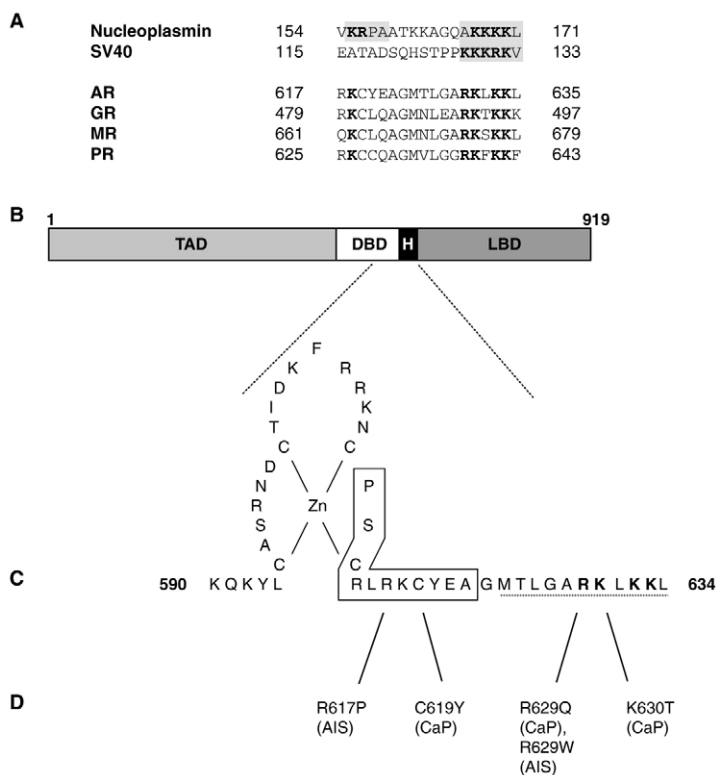 A
Nucleoplasmin 154 VKRPAATKKAGQAKKKKL 171
SV40 115 EATADSQHSTPPKKKRKV 133
AR 617 RKCYEAGMTLGARKLKKL 635
GR 479 RKCLQAGMNLEARKTKKK 497
MR 661 QKCLQAGMNLGARKSKKL 679
PR 625 RKCCQAGMVLGGRKFKKF 643
B
1 919
TAD DBD H LBD
F
K R
D R
I K
T N
C C
D
N P
R Zn
S S
A
C C
C 590 KQKYL RLRKCYEAGMTLGARKLKKL 634
D
R617P C619Y R629Q K630T
(AIS) (CaP) (CaP), (CaP)
R629W
(AIS)